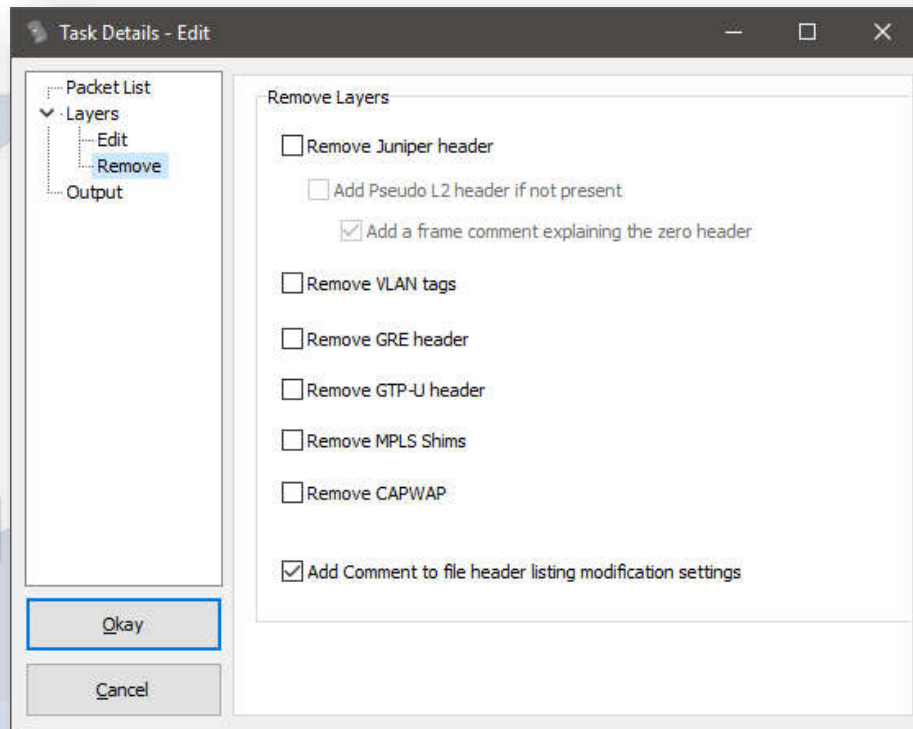 Task Details - Edit
Packet List
Layers
Edit
Remove
Output
Okay
Cancel
Remove Layers
Remove Juniper header
Add Pseudo L2 header if not present
Add a frame comment explaining the zero header
Remove VLAN tags
Remove GRE header
Remove GTP-U header
Remove MPLS Shims
Remove CAPWAP
Add Comment to file header listing modification settings